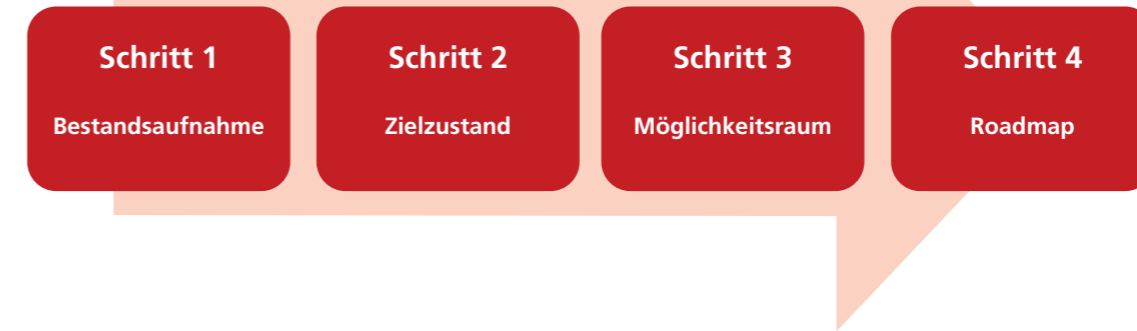 Schritt 1
Bestandsaufnahme
Schritt 2
Zielzustand
Schritt 3
Möglichkeitsraum
Schritt 4
Roadmap